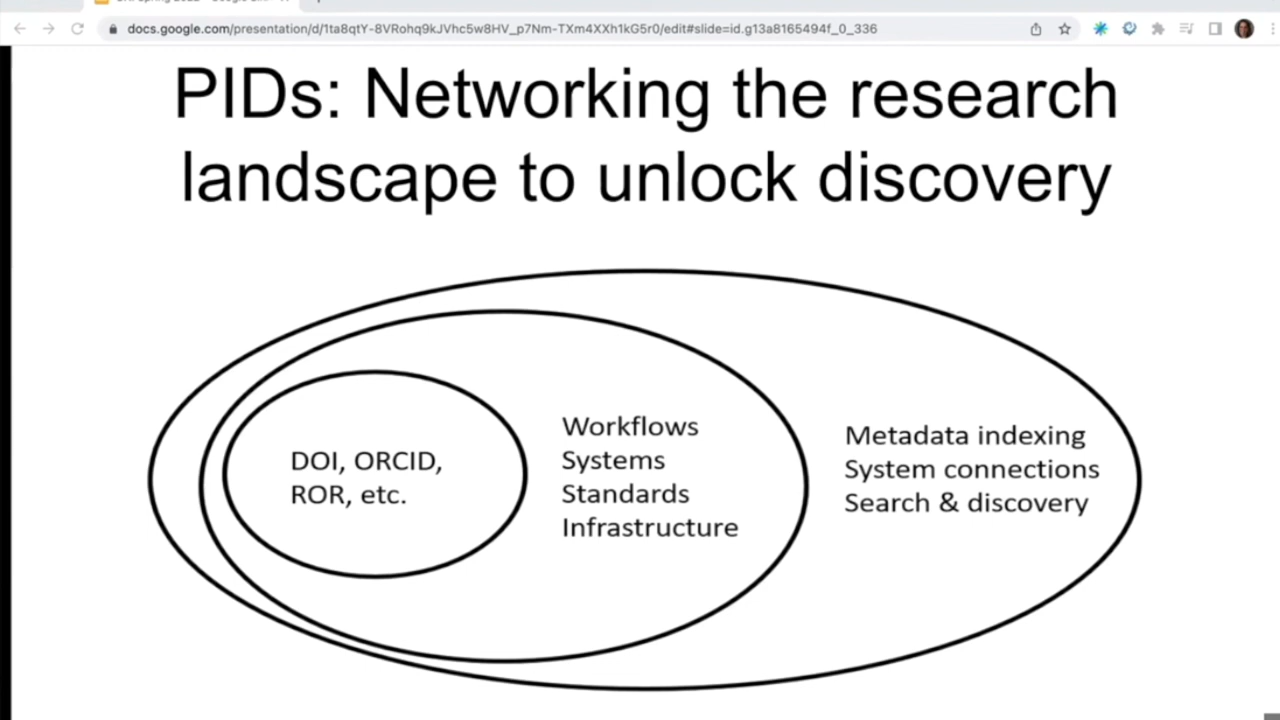 docs.google.com/presentation/d/1ta8qtY-8VRohq9kJVhc5w8HV_p7Nm-TXm4XXh1kG5r0/edit#slide=id.g13a8165494f_0_336
PIDs: Networking the research
landscape to unlock discovery
DOI, ORCID,
ROR, etc.
Workflows
Systems
Standards
Infrastructure
Metadata indexing
System connections
Search & discovery